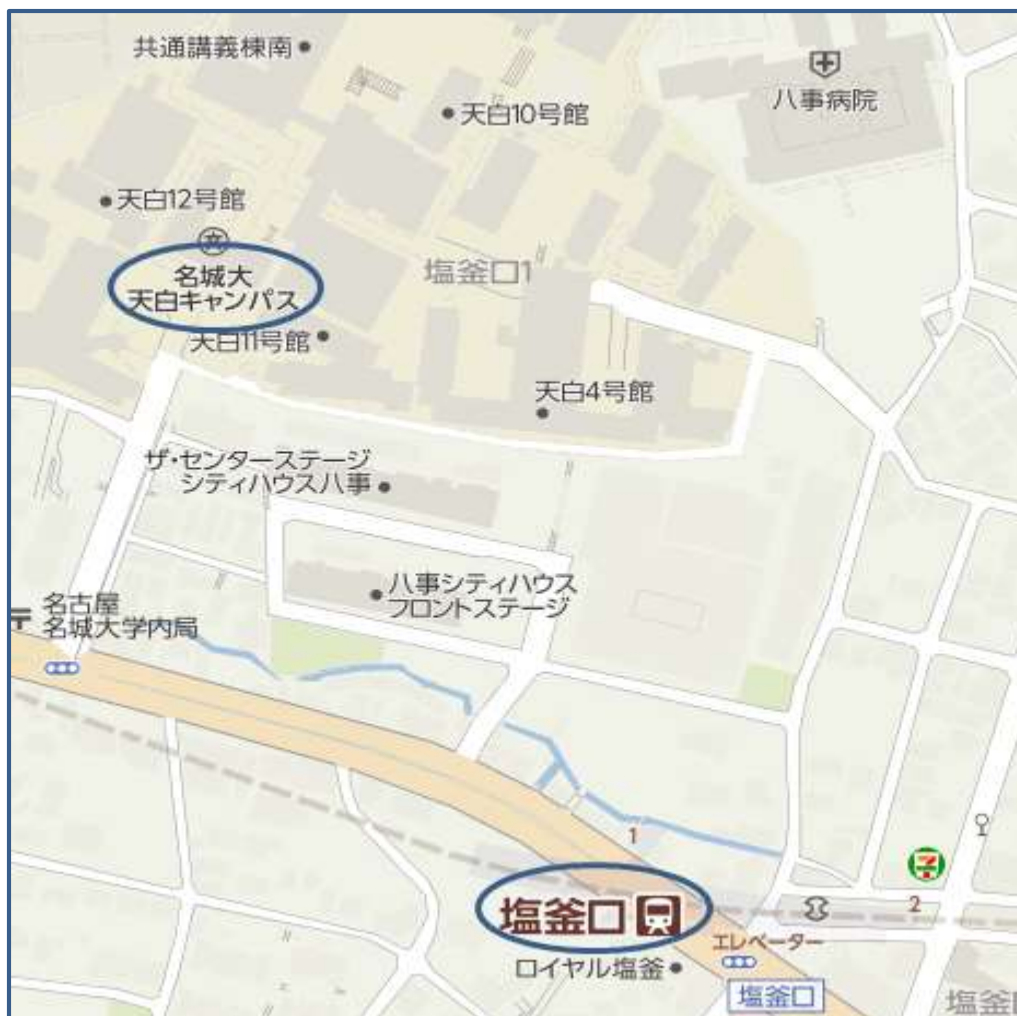 共通講義棟南
八事病院
天白10号館
天白12号館
名城大
天白キャンパス
塩釜口1
天白11号館
天白4号館
ザ・センターステージ
シティハウス八事
八事シティハウス
フロントステージ
名古屋
名城大学内局
1
塩釜口
2
エレベーター
ロイヤル塩釜
塩釜口
塩釜